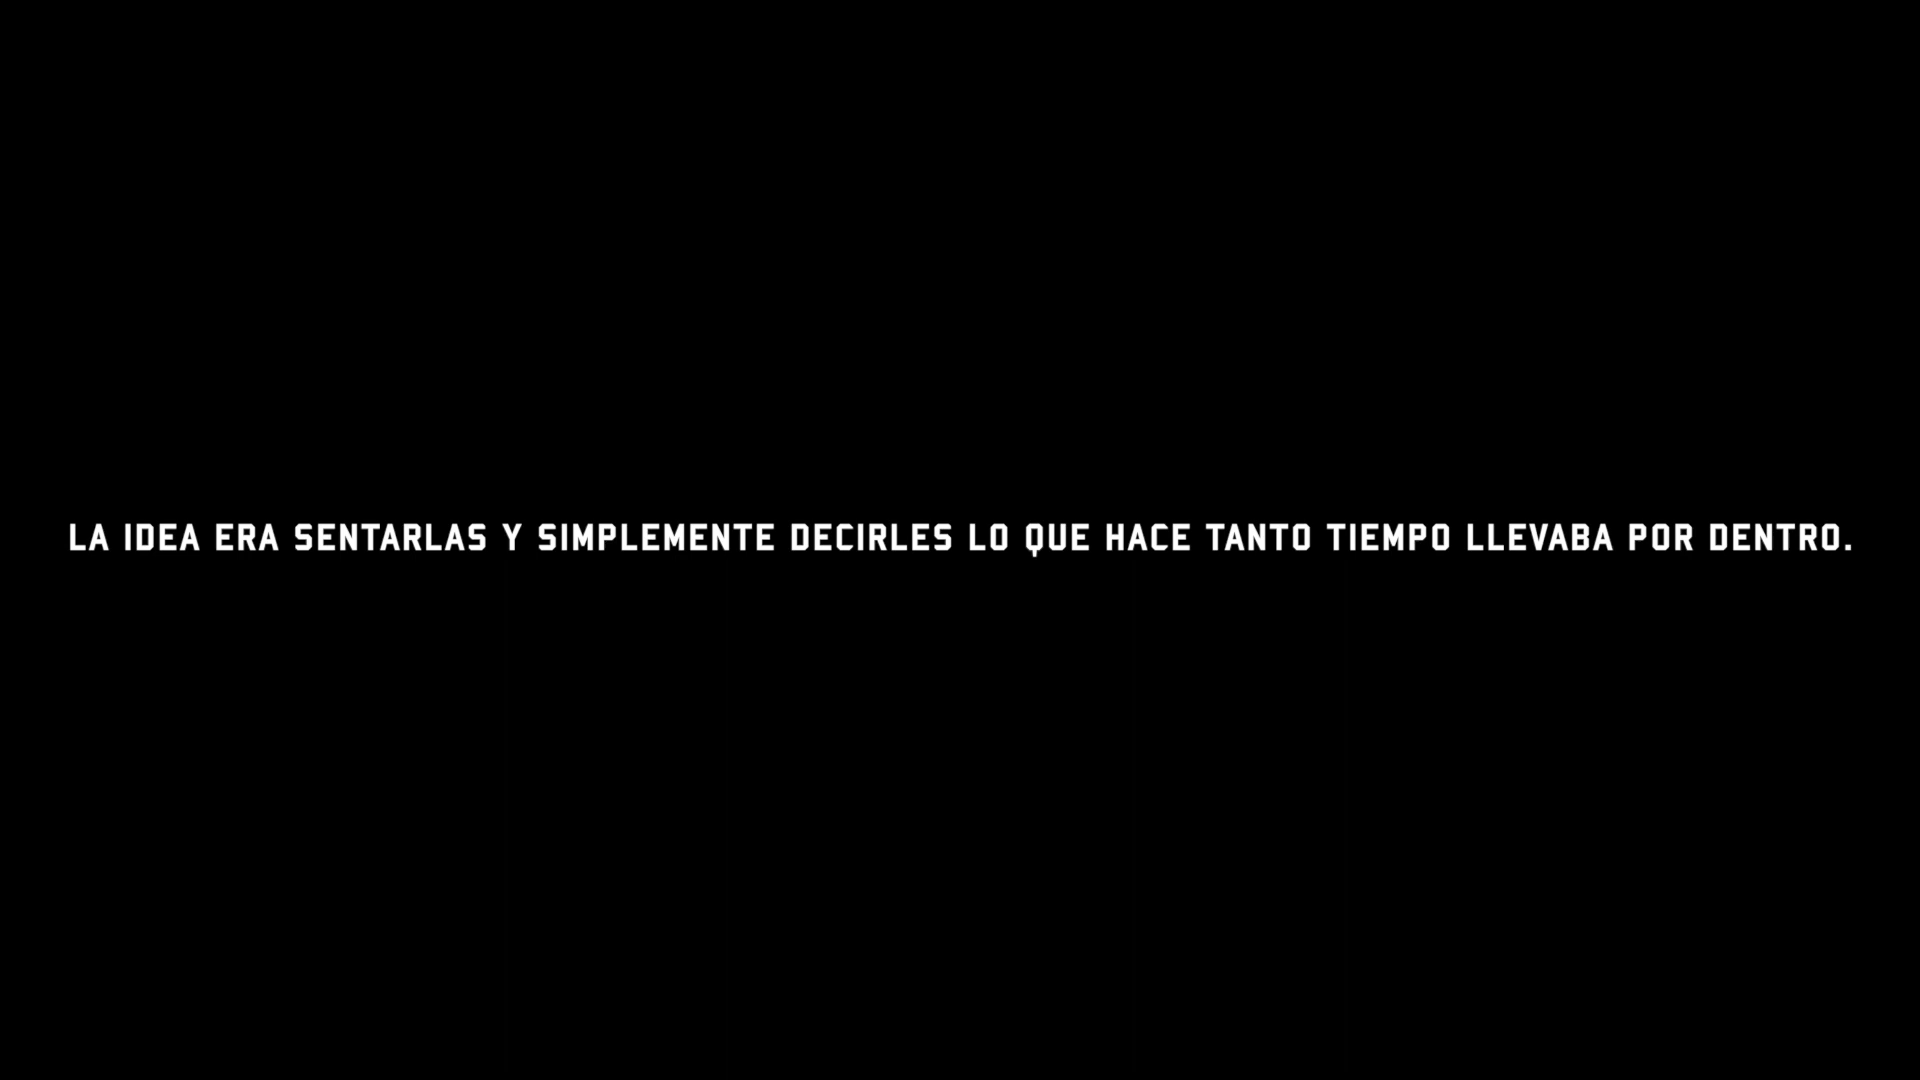 LA IDEA ERA SENTARLAS Y SIMPLEMENTE DECIRLES LO QUE HACE TANTO TIEMPO LLEVABA POR DENTRO.